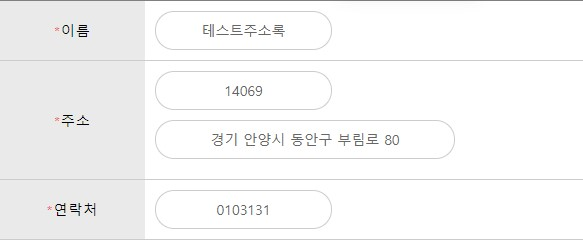 *이름
테스트주소록
14069
*주소
경기 안양시 동안구 부림로 80
*연락처
0103131